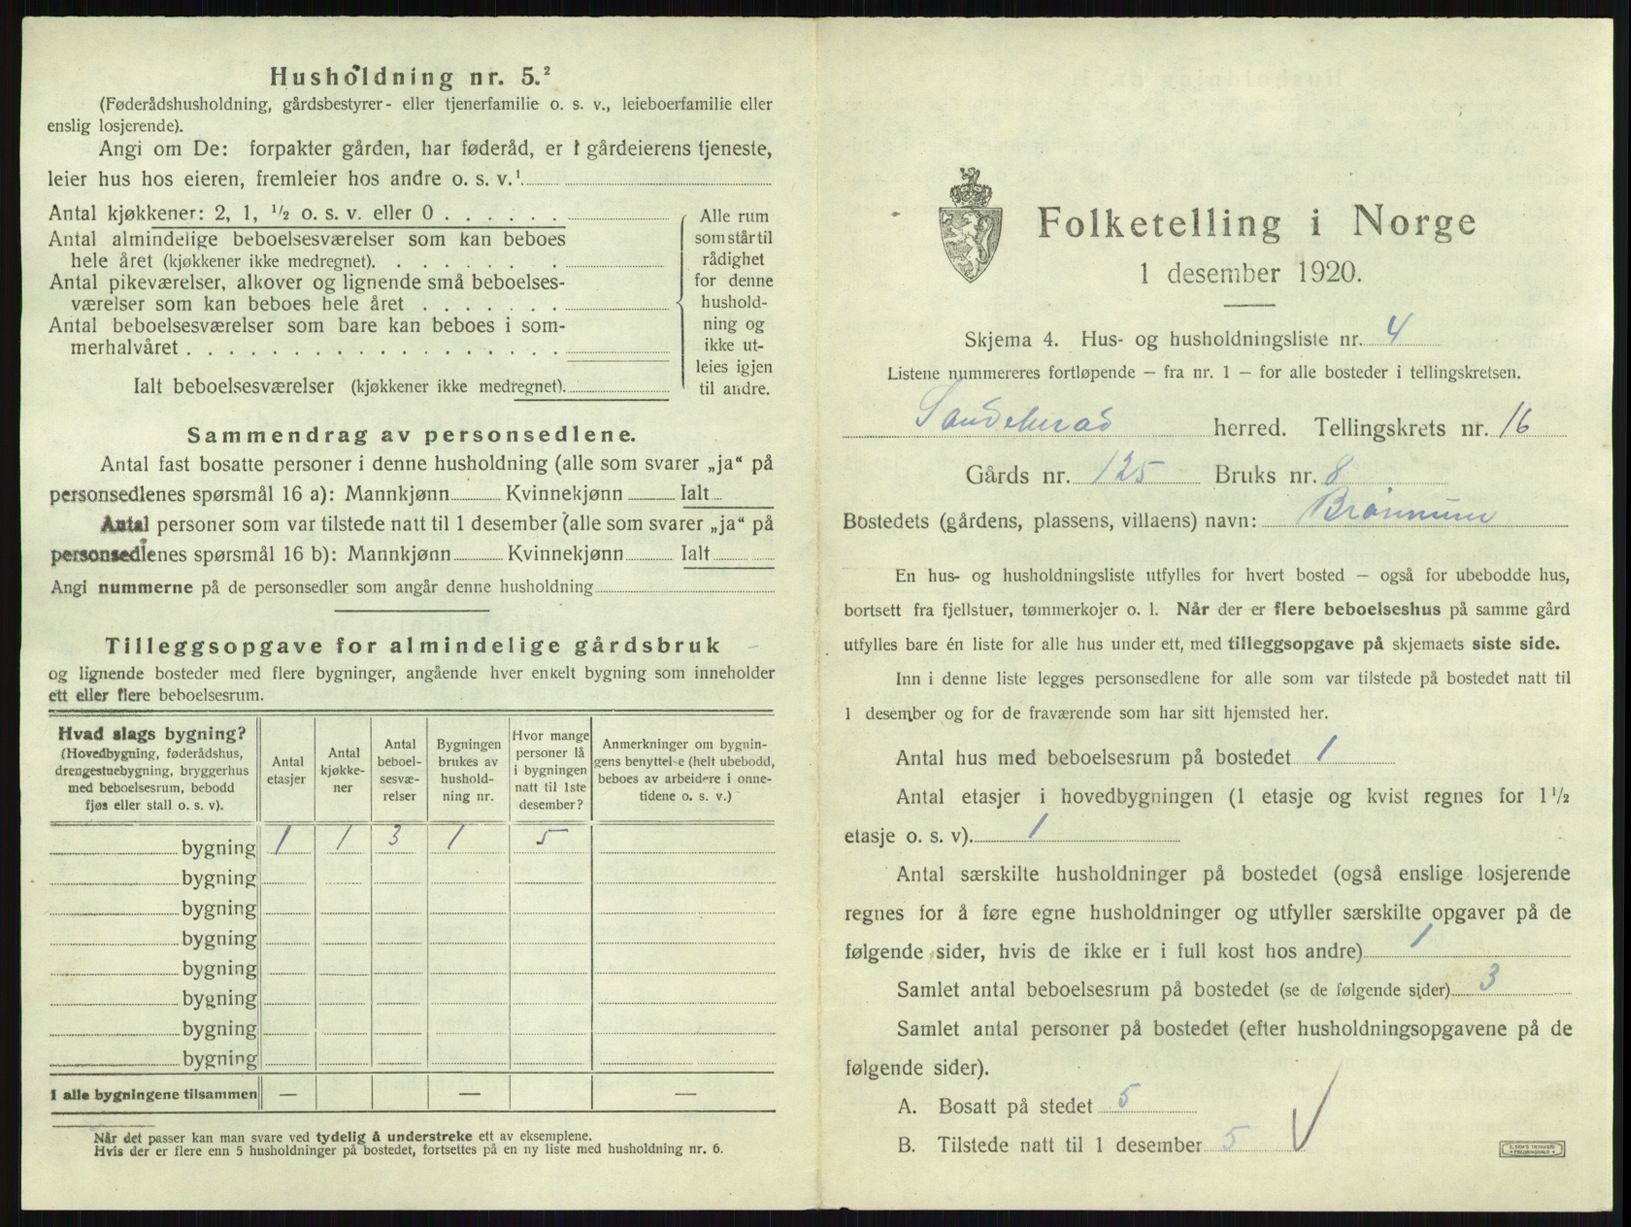 Husholdning nr. 5.²
(Føderådshusholdning, gårdsbestyrer- eller tjenerfamilie o. s. v., leieboerfamilie eller
enslig losjerende).
Angi om De: forpakter gården, har føderåd, er i gårdeierens tjeneste,
leier hus hos eieren, fremleier hos andre o. s. v.¹
Antal kjøkkener: 2, 1, ½ o. s. v. eller 0
Antal almindelige beboelsesværelser som kan beboes
hele året (kjøkkener ikke medregnet).
Antal pikeværelser, alkover og lignende små beboelses-
værelser som kan beboes hele året
Antal beboelsesværelser som bare kan beboes i som-
merhalvåret
Ialt beboelsesværelser (kjøkkener ikke medregnet).
Alle rum
som står til
rådighet
for denne
hushold-
ning og
ikke ut-
leies igjen
til andre.
Sammendrag av personsedlene.
Antal fast bosatte personer i denne husholdning (alle som svarer „ja“ på
personsedlenes spørsmål 16 a): Mannkjønn Kvinnekjønn Ialt
Antal personer som var tilstede natt til 1 desember (alle som svarer „ja“ på
personsedlenes spørsmål 16 b): Mannkjønn Kvinnekjønn Ialt
Angi nummerne på de personsedler som angår denne husholdning
Tilleggsopgave for almindelige gårdsbruk
og lignende bosteder med flere bygninger, angående hver enkelt bygning som inneholder
ett eller flere beboelsesrum.
Hvad slags bygning?
(Hovedbygning, føderådshus,
drengestuebygning, bryggerhus
med beboelsesrum, bebodd
fjøs eller stall o. s. v).
Antal
etasjer
Antal
kjøkke-
ner
Antal
beboel-
sesvæ-
relser
Bygningen
brukes av
hushold-
ning nr.
Hvor mange
personer lå
i bygningen
natt til 1ste
desember?
Anmerkninger om bygnin-
gens benyttelse (helt ubebodd,
beboes av arbeidere i onne-
tidene o. s. v.)
bygning 1 1 3 1 5
bygning
bygning
bygning
bygning
bygning
bygning
bygning
I alle bygningene tilsammen — — —
Når det passer kan man svare ved tydelig å understreke ett av eksemplene.
Hvis der er flere enn 5 husholdninger på bostedet, fortsettes på en ny liste med husholdning nr. 6.
Folketelling i Norge
1 desember 1920.
Skjema 4. Hus- og husholdningsliste nr. 4
Listene nummereres fortløpende — fra nr. 1 — for alle bosteder i tellingskretsen.
Sandeherad herred. Tellingskrets nr. 16
Gårds nr. 125 Bruks nr. 8
Bostedets (gårdens, plassens, villaens) navn:
En hus- og husholdningsliste utfylles for hvert bosted — også for ubebodde hus,
bortsett fra fjellstuer, tømmerkojer o. l. Når der er flere beboelseshus på samme gård
utfylles bare én liste for alle hus under ett, med tilleggsopgave på skjemaets siste side.
Inn i denne liste legges personsedlene for alle som var tilstede på bostedet natt til
1 desember og for de fraværende som har sitt hjemsted her.
Antal hus med beboelsesrum på bostedet 1
Antal etasjer i hovedbygningen (1 etasje og kvist regnes for 1½
etasje o. s. v). 1
Antal særskilte husholdninger på bostedet (også enslige losjerende
regnes for å føre egne husholdninger og utfyller særskilte opgaver på de
følgende sider, hvis de ikke er i full kost hos andre) 1
Samlet antal beboelsesrum på bostedet (se de følgende sider) 3
Samlet antal personer på bostedet (efter husholdningsopgavene på de
følgende sider).
A. Bosatt på stedet 5
B. Tilstede natt til 1 desember 5